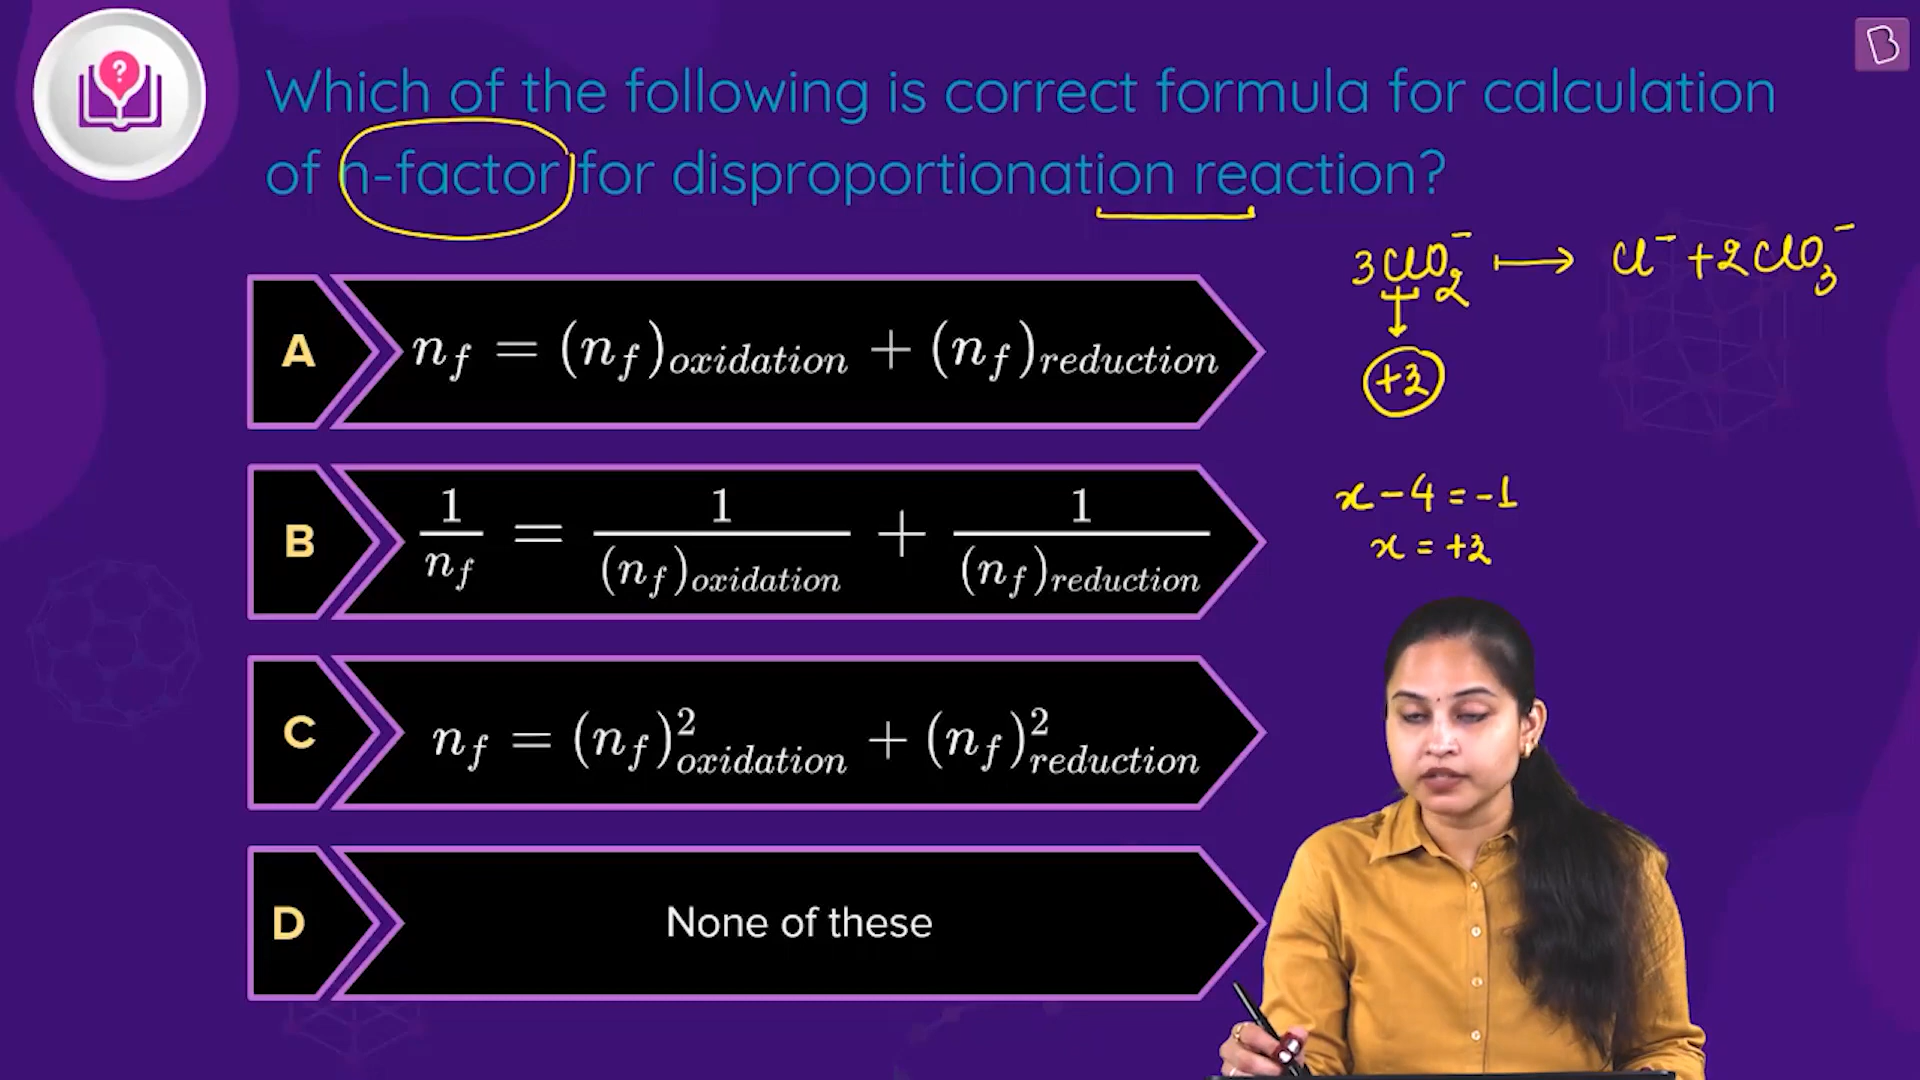 Which of the following is correct formula for calculation
of n-factor for disproportionation reaction?
3ClO₂⁻ ⟼ Cl⁻ + 2ClO₃⁻
+3
A
n_f = (n_f)_oxidation + (n_f)_reduction
x - 4 = -1
x = +3
B
1/n_f = 1/(n_f)_oxidation + 1/(n_f)_reduction
C
n_f = (n_f)²_oxidation + (n_f)²_reduction
D
None of these